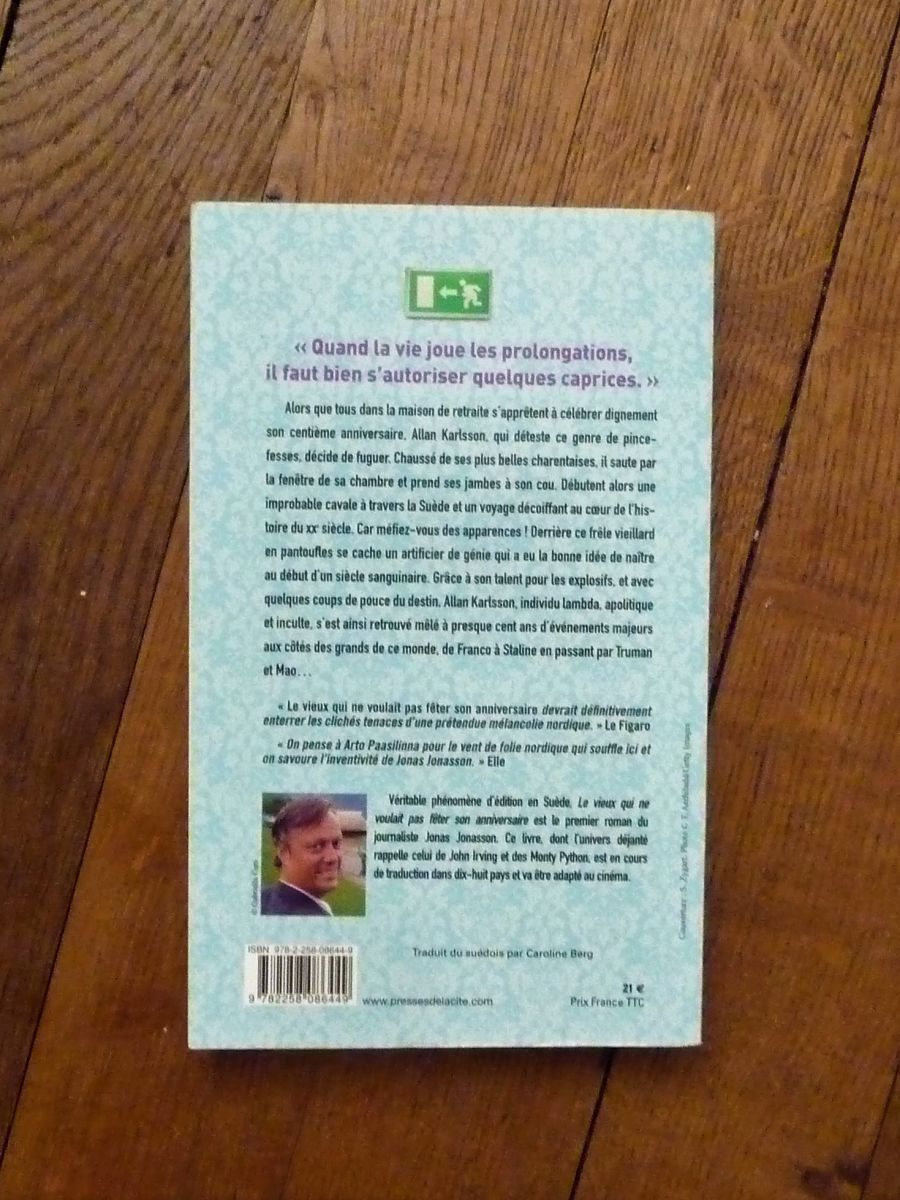 « Quand la vie joue les prolongations,
il faut bien s'autoriser quelques caprices. »
Alors que tous dans la maison de retraite s'apprêtent à célébrer dignement
son centième anniversaire, Allan Karlsson, qui déteste ce genre de pince-
fesses, décide de fuguer. Chaussé de ses plus belles charentaises, il saute par
la fenêtre de sa chambre et prend ses jambes à son cou. Débutent alors une
improbable cavale à travers la Suède et un voyage décoiffant au cœur de l'his-
toire du XXe siècle. Car méfiez-vous des apparences ! Derrière ce frêle vieillard
en pantoufles se cache un artificier de génie qui a eu la bonne idée de naître
au début d'un siècle sanguinaire. Grâce à son talent pour les explosifs, et avec
quelques coups de pouce du destin, Allan Karlsson, individu lambda, apolitique
et inculte, s'est ainsi retrouvé mêlé à presque cent ans d'événements majeurs
aux côtés des grands de ce monde, de Franco à Staline en passant par Truman
et Mao…
« Le vieux qui ne voulait pas fêter son anniversaire devrait définitivement
enterrer les clichés tenaces d'une prétendue mélancolie nordique. » Le Figaro
« On pense à Arto Paasilinna pour le vent de folie nordique qui souffle ici et
on savoure l'inventivité de Jonas Jonasson. » Elle
Véritable phénomène d'édition en Suède, Le vieux qui ne
voulait pas fêter son anniversaire est le premier roman du
journaliste Jonas Jonasson. Ce livre, dont l'univers déjanté
rappelle celui de John Irving et des Monty Python, est en cours
de traduction dans dix-huit pays et va être adapté au cinéma.
Traduit du suédois par Caroline Berg
ISBN 978-2-258-08644-9
9 782258 086449
www.pressesdelacite.com
21 €
Prix France TTC